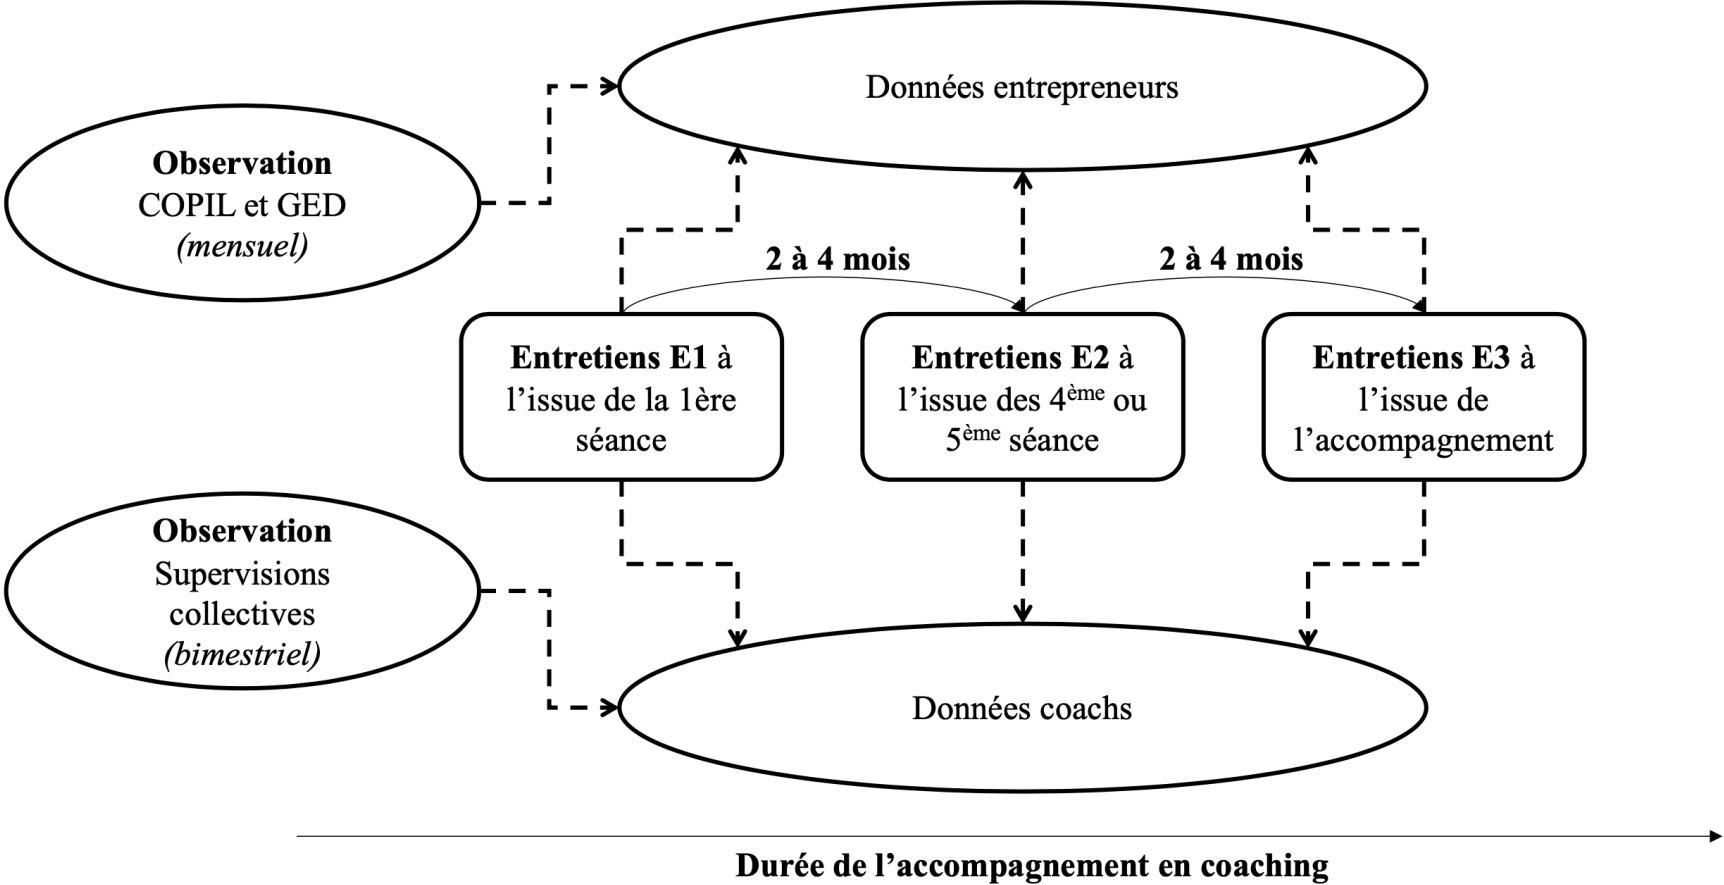 Données entrepreneurs
Observation
COPIL et GED
(mensuel)
2 à 4 mois
2 à 4 mois
Entretiens E1 à
l’issue de la 1ère
séance
Entretiens E2 à
l’issue des 4ème ou
5ème séance
Entretiens E3 à
l’issue de
l’accompagnement
Observation
Supervisions
collectives
(bimestriel)
Données coachs
Durée de l’accompagnement en coaching